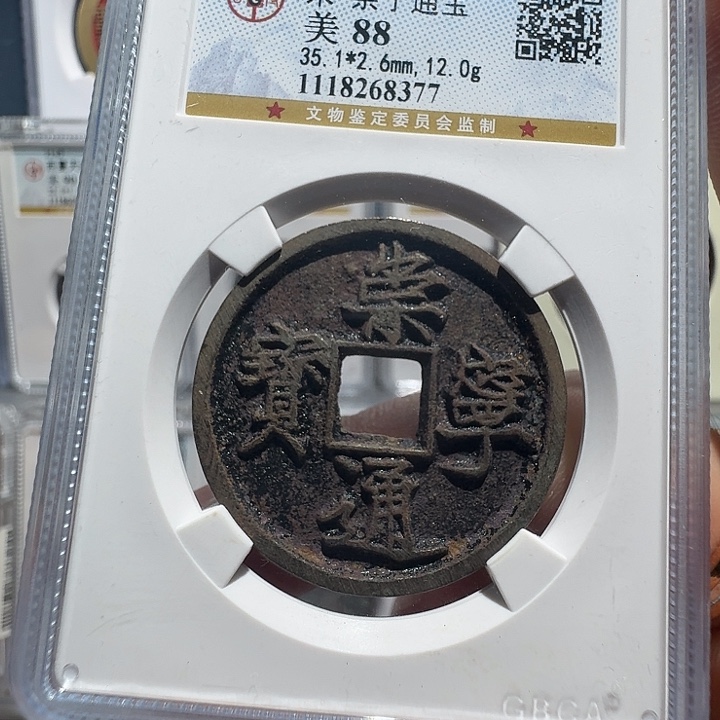 宋 崇宁通宝
美 88
35.1*2.6mm,12.0g
1118268377
文物鉴定委员会监制
崇
寶 寧
通
GBCA